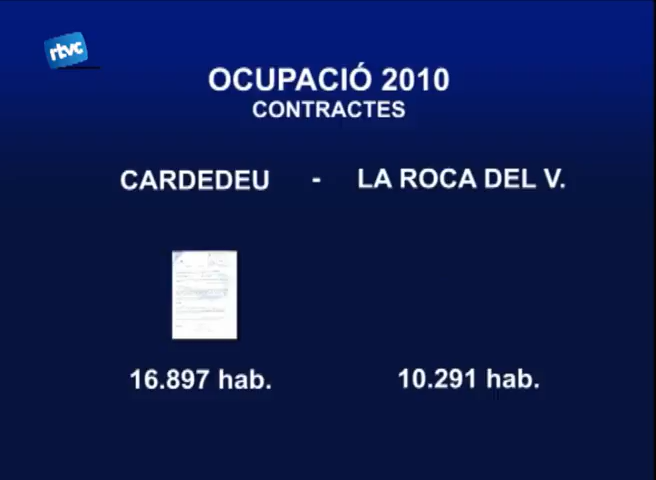 rtvc
OCUPACIÓ 2010
CONTRACTES
CARDEDEU - LA ROCA DEL V.
16.897 hab. 10.291 hab.